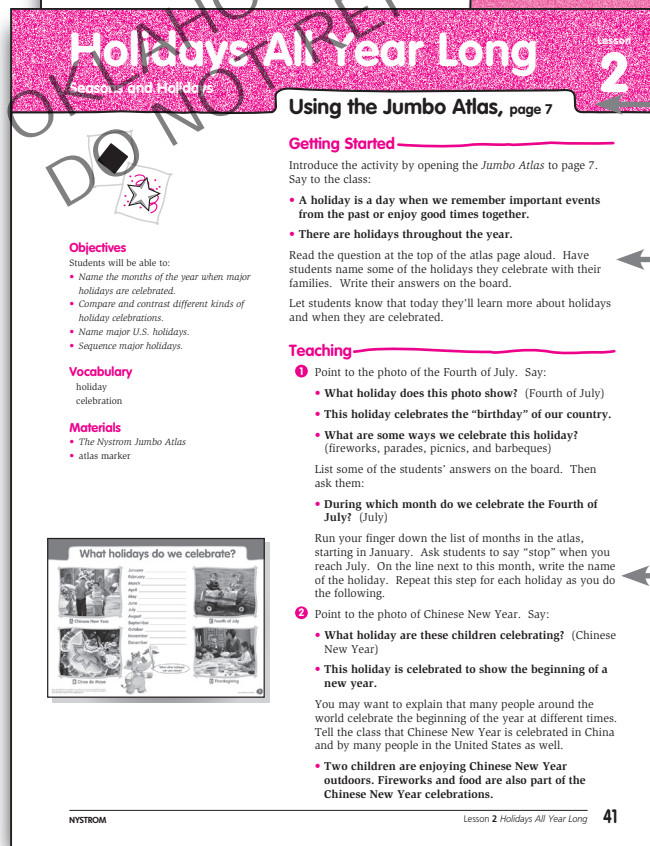 OKLAHO
DO NOT RE
Holidays All Year Long
Seasons and Holidays
Lesson
2
Using the Jumbo Atlas, page 7
Objectives
Students will be able to:
• Name the months of the year when major
holidays are celebrated.
• Compare and contrast different kinds of
holiday celebrations.
• Name major U.S. holidays.
• Sequence major holidays.
Vocabulary
holiday
celebration
Materials
• The Nystrom Jumbo Atlas
• atlas marker
What holidays do we celebrate?
January
February
March
April
May
June
July
August
September
October
November
December
Chinese New Year
Fourth of July
Cinco de Mayo
Thanksgiving
Getting Started
Introduce the activity by opening the Jumbo Atlas to page 7.
Say to the class:
• A holiday is a day when we remember important events
from the past or enjoy good times together.
• There are holidays throughout the year.
Read the question at the top of the atlas page aloud. Have
students name some of the holidays they celebrate with their
families. Write their answers on the board.
Let students know that today they'll learn more about holidays
and when they are celebrated.
Teaching
1 Point to the photo of the Fourth of July. Say:
• What holiday does this photo show? (Fourth of July)
• This holiday celebrates the “birthday” of our country.
• What are some ways we celebrate this holiday?
(fireworks, parades, picnics, and barbeques)
List some of the students' answers on the board. Then
ask them:
• During which month do we celebrate the Fourth of
July? (July)
Run your finger down the list of months in the atlas,
starting in January. Ask students to say “stop” when you
reach July. On the line next to this month, write the name
of the holiday. Repeat this step for each holiday as you do
the following.
2 Point to the photo of Chinese New Year. Say:
• What holiday are these children celebrating? (Chinese
New Year)
• This holiday is celebrated to show the beginning of a
new year.
You may want to explain that many people around the
world celebrate the beginning of the year at different times.
Tell the class that Chinese New Year is celebrated in China
and by many people in the United States as well.
• Two children are enjoying Chinese New Year
outdoors. Fireworks and food are also part of the
Chinese New Year celebrations.
NYSTROM
Lesson 2 Holidays All Year Long 41